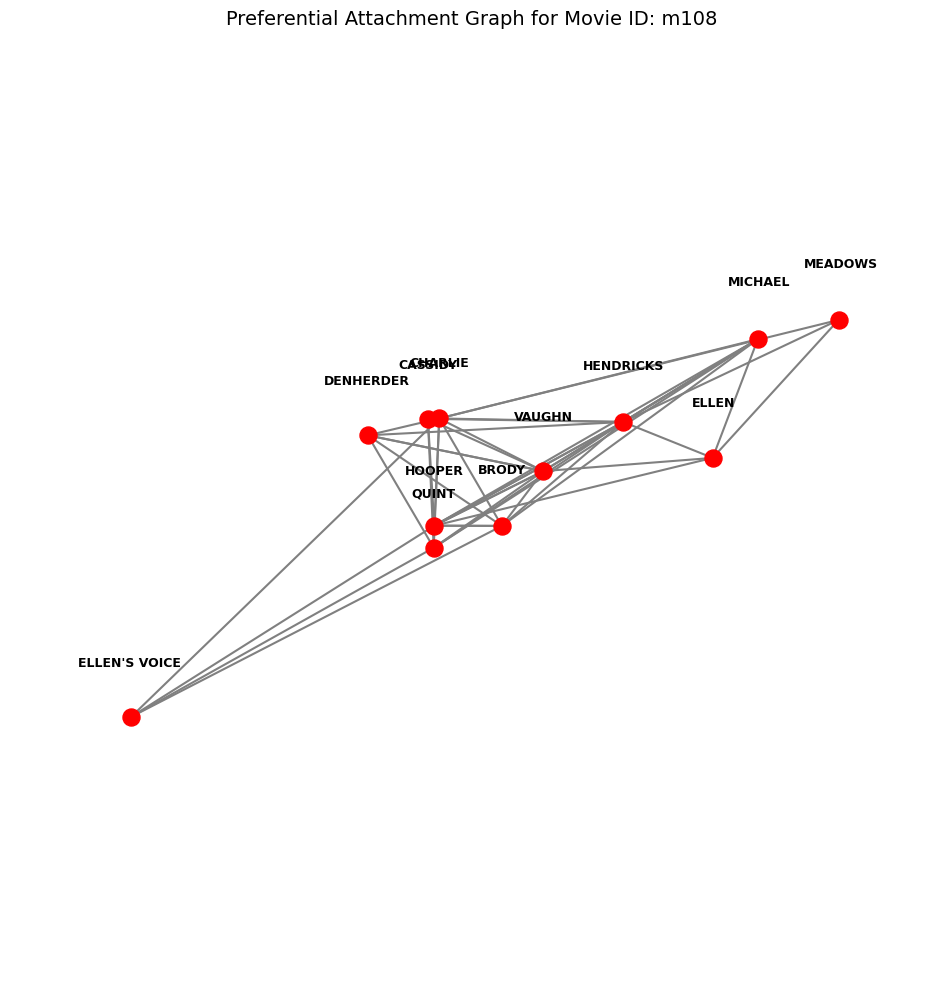 Preferential Attachment Graph for Movie ID: m108
MEADOWS
MICHAEL
CHARLIE
CASSIDY
HENDRICKS
DENHERDER
ELLEN
VAUGHN
HOOPER
BRODY
QUINT
ELLEN'S VOICE